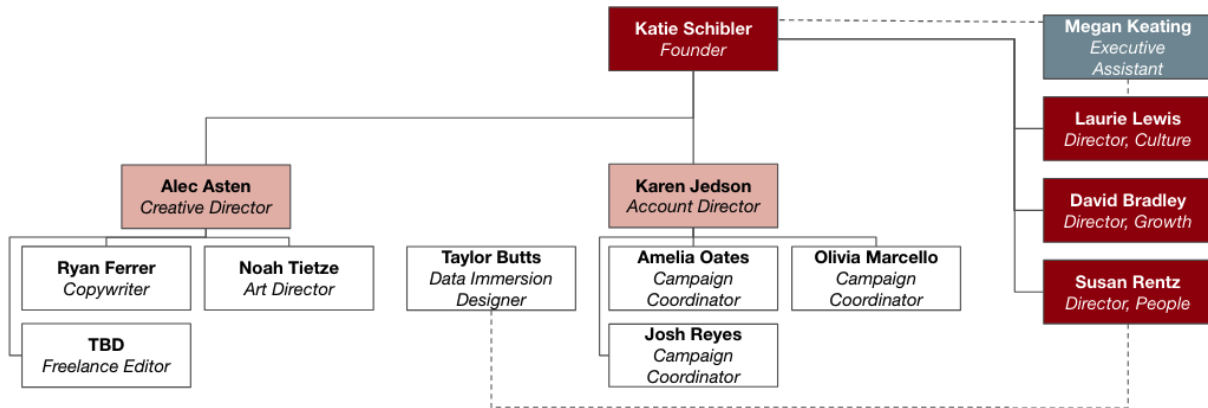 Katie Schibler
Founder
Megan Keating
Executive
Assistant
Laurie Lewis
Director, Culture
David Bradley
Director, Growth
Susan Rentz
Director, People
Alec Asten
Creative Director
Karen Jedson
Account Director
Ryan Ferrer
Copywriter
Noah Tietze
Art Director
TBD
Freelance Editor
Taylor Butts
Data Immersion
Designer
Amelia Oates
Campaign
Coordinator
Olivia Marcello
Campaign
Coordinator
Josh Reyes
Campaign
Coordinator